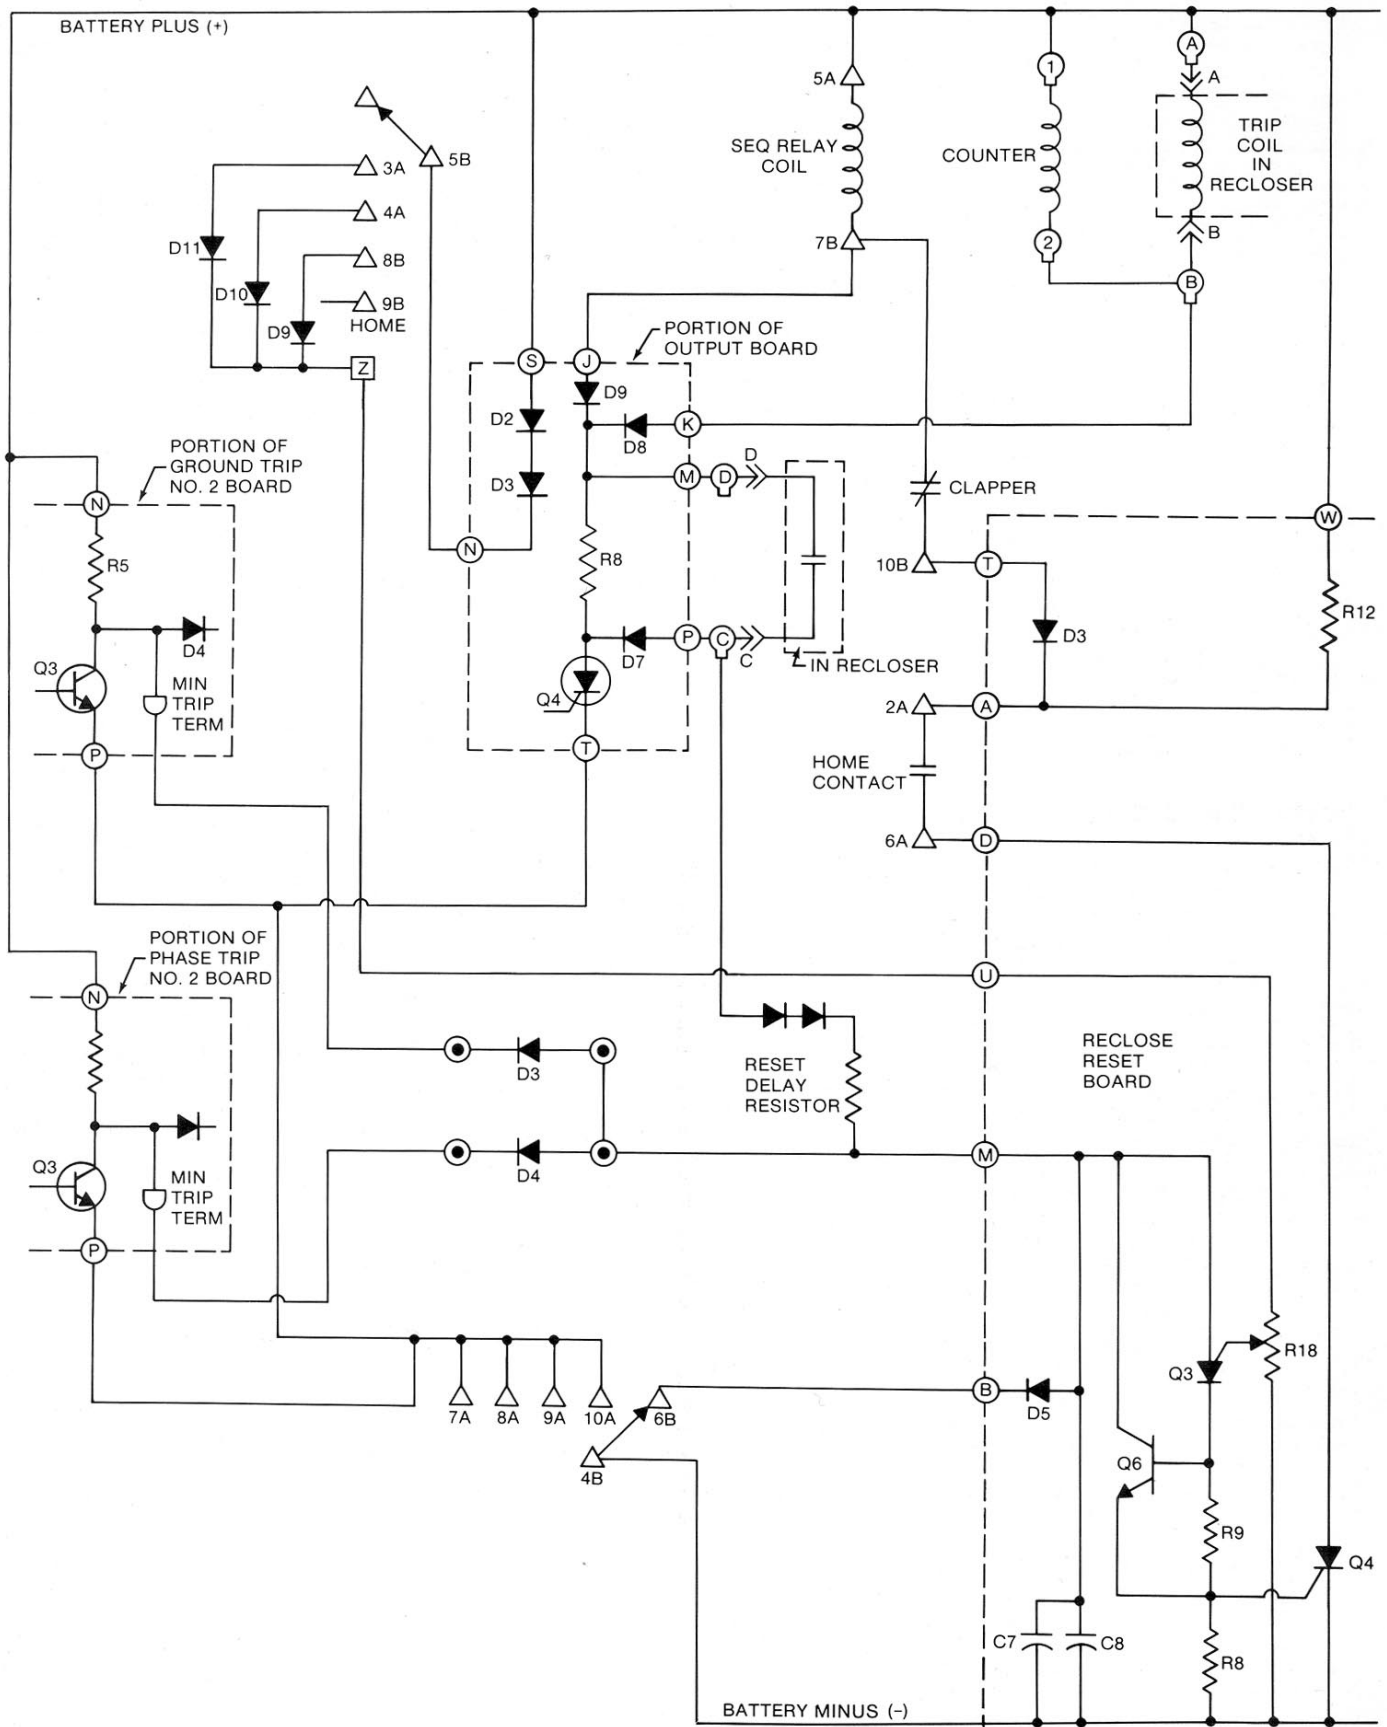 BATTERY PLUS (+)
5A
1
A
A
3A
5B
SEQ RELAY
COIL
COUNTER
TRIP
COIL
IN
RECLOSER
4A
D11
7B
2
B
8B
B
D10
9B
HOME
D9
PORTION OF
OUTPUT BOARD
Z
S
J
D9
D2
K
D8
PORTION OF
GROUND TRIP
NO. 2 BOARD
D
M
D
D3
CLAPPER
N
W
N
R5
R8
10B
T
R12
D4
D3
D7
P
C
C
IN RECLOSER
Q3
MIN
TRIP
TERM
Q4
2A
A
P
T
HOME
CONTACT
6A
D
PORTION OF
PHASE TRIP
NO. 2 BOARD
U
N
D3
RESET
DELAY
RESISTOR
RECLOSE
RESET
BOARD
D4
M
Q3
MIN
TRIP
TERM
P
R18
Q3
B
D5
7A
8A
9A
10A
6B
4B
Q6
R9
Q4
C7
C8
R8
BATTERY MINUS (-)